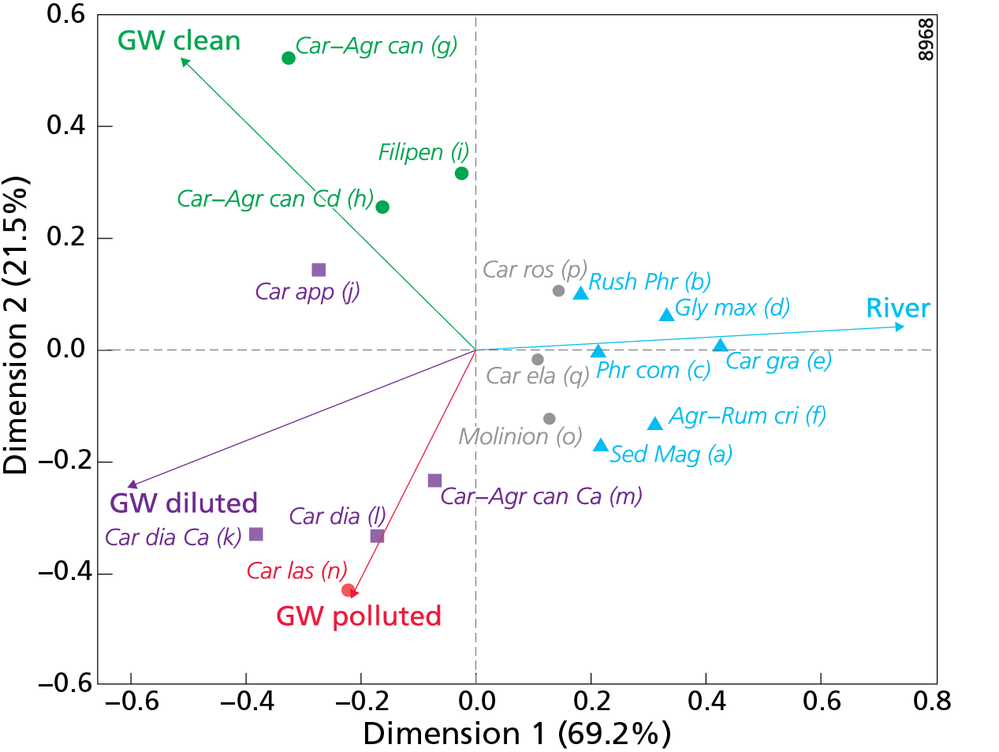 0.6
GW clean
Car–Agr can (g)
8968
0.4
Filipen (i)
Car–Agr can Cd (h)
0.2
Car app (j)
Car ros (p)
Rush Phr (b)
Gly max (d)
River
0.0
Car gra (e)
Phr com (c)
Car ela (q)
Agr–Rum cri (f)
Molinion (o)
Sed Mag (a)
–0.2
GW diluted
Car–Agr can Ca (m)
Car dia (l)
Car dia Ca (k)
–0.4
Car las (n)
GW polluted
–0.6
Dimension 2 (21.5%)
–0.6 –0.4 –0.2 0.0 0.2 0.4 0.6 0.8
Dimension 1 (69.2%)